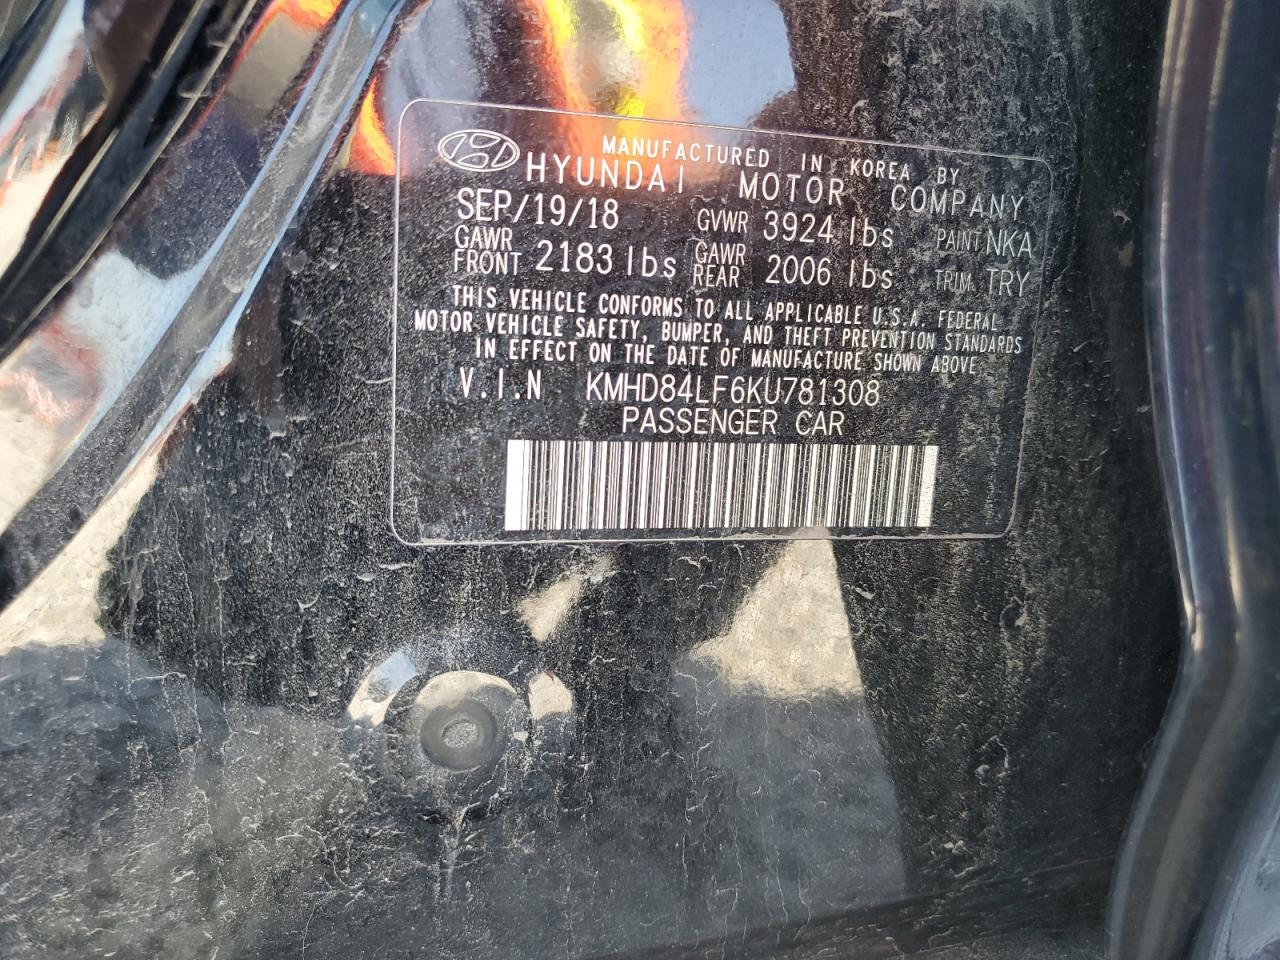 MANUFACTURED IN KOREA BY
HYUNDAI MOTOR COMPANY
SEP/19/18 GVWR 3924 lbs PAINT NKA
GAWR FRONT 2183 lbs GAWR REAR 2006 lbs TRIM TRY
THIS VEHICLE CONFORMS TO ALL APPLICABLE U.S.A. FEDERAL
MOTOR VEHICLE SAFETY, BUMPER, AND THEFT PREVENTION STANDARDS
IN EFFECT ON THE DATE OF MANUFACTURE SHOWN ABOVE
V.I.N KMHD84LF6KU781308
PASSENGER CAR